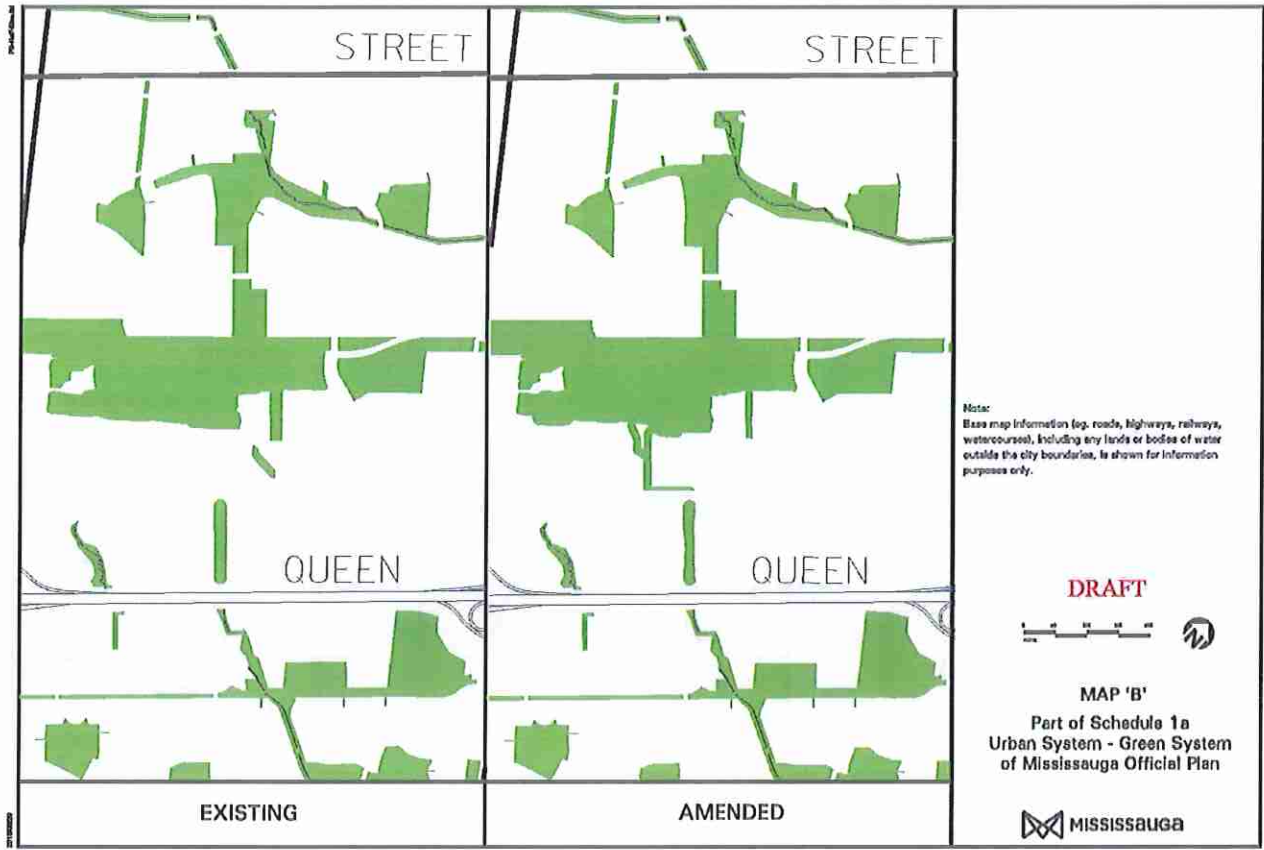 STREET
STREET
QUEEN
QUEEN
EXISTING
AMENDED
Note:
Base map information (eg. roads, highways, railways,
watercourses), including any lands or bodies of water
outside the city boundaries, is shown for information
purposes only.
DRAFT
MAP 'B'
Part of Schedule 1a
Urban System - Green System
of Mississauga Official Plan
MISSISSAUGA